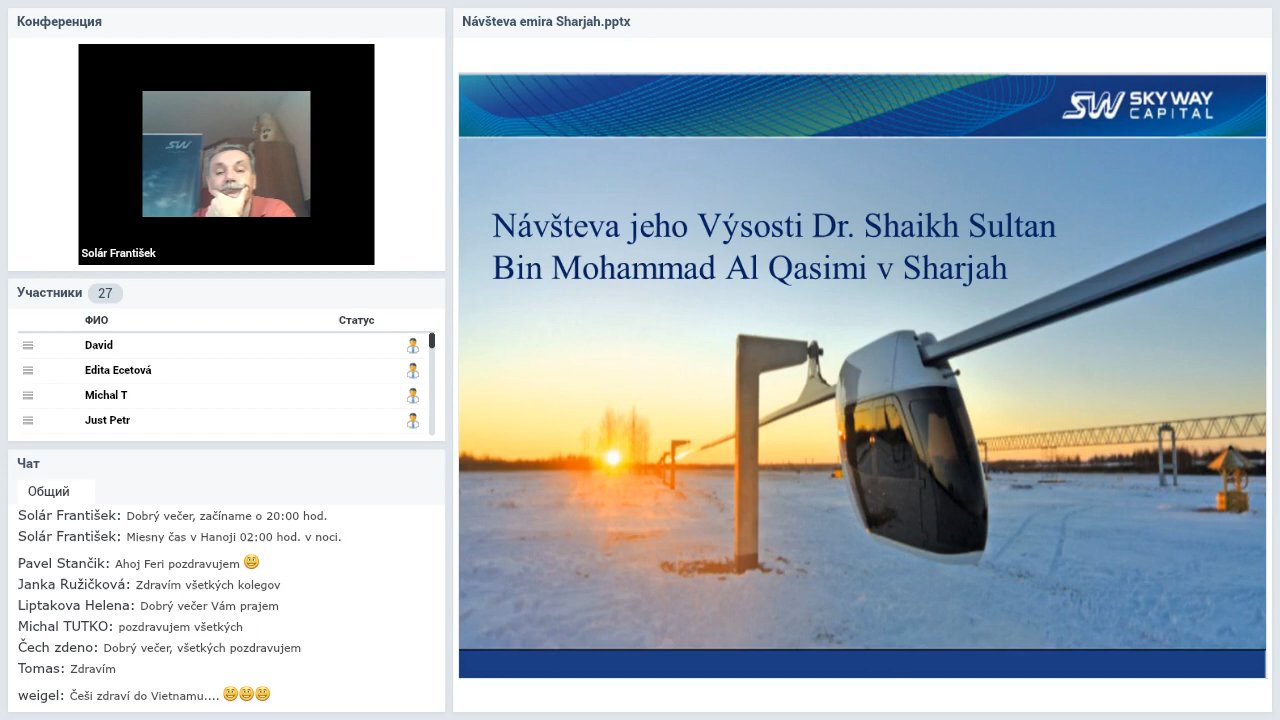 Конференция
Solár František
Участники 27
ФИО Статус
David
Edita Ecetová
Michal T
Just Petr
Чат
Общий
Solár František: Dobrý večer, začíname o 20:00 hod.
Solár František: Miesny čas v Hanoji 02:00 hod. v noci.
Pavel Stančik: Ahoj Feri pozdravujem
Janka Ružičková: Zdravím všetkých kolegov
Liptakova Helena: Dobrý večer Vám prajem
Michal TUTKO: pozdravujem všetkých
Čech zdeno: Dobrý večer, všetkých pozdravujem
Tomas: Zdravím
weigel: Češi zdraví do Vietnamu....
Návšteva emira Sharjah.pptx
SW SKY WAY
CAPITAL
Návšteva jeho Výsosti Dr. Shaikh Sultan
Bin Mohammad Al Qasimi v Sharjah
SW